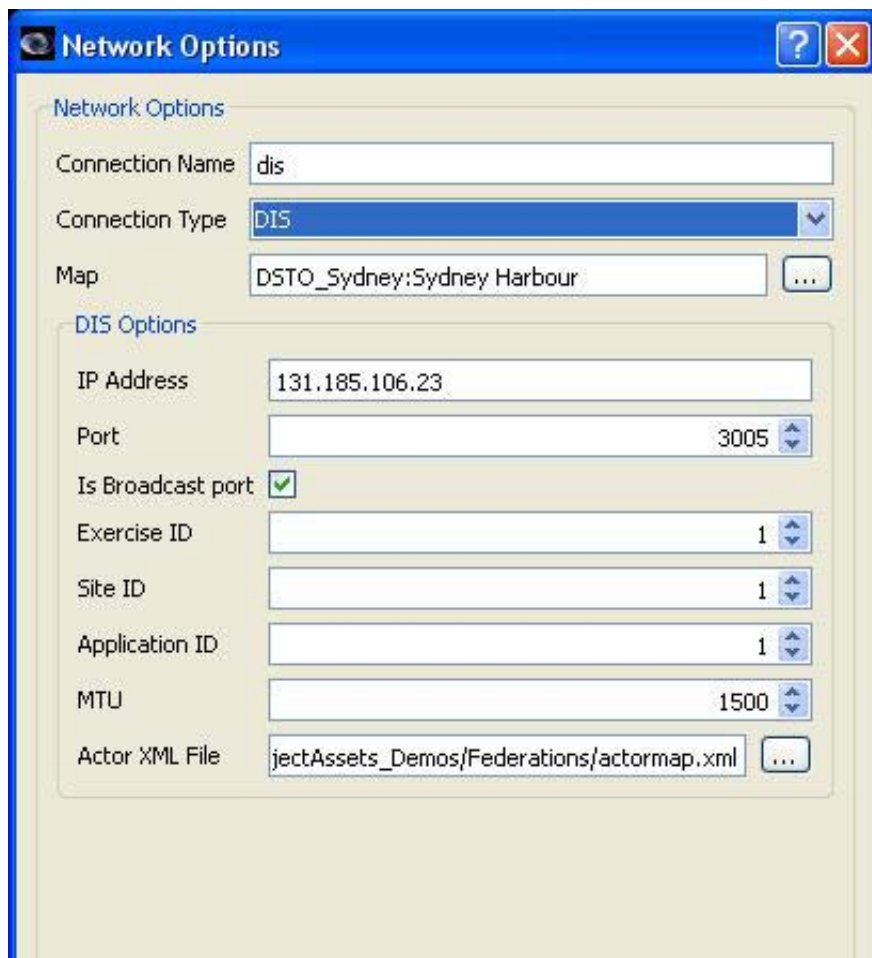 Network Options
Network Options
Connection Name dis
Connection Type DIS
Map DSTO_Sydney:Sydney Harbour ...
DIS Options
IP Address 131.185.106.23
Port 3005
Is Broadcast port
Exercise ID 1
Site ID 1
Application ID 1
MTU 1500
Actor XML File jectAssets_Demos/Federations/actormap.xml ...